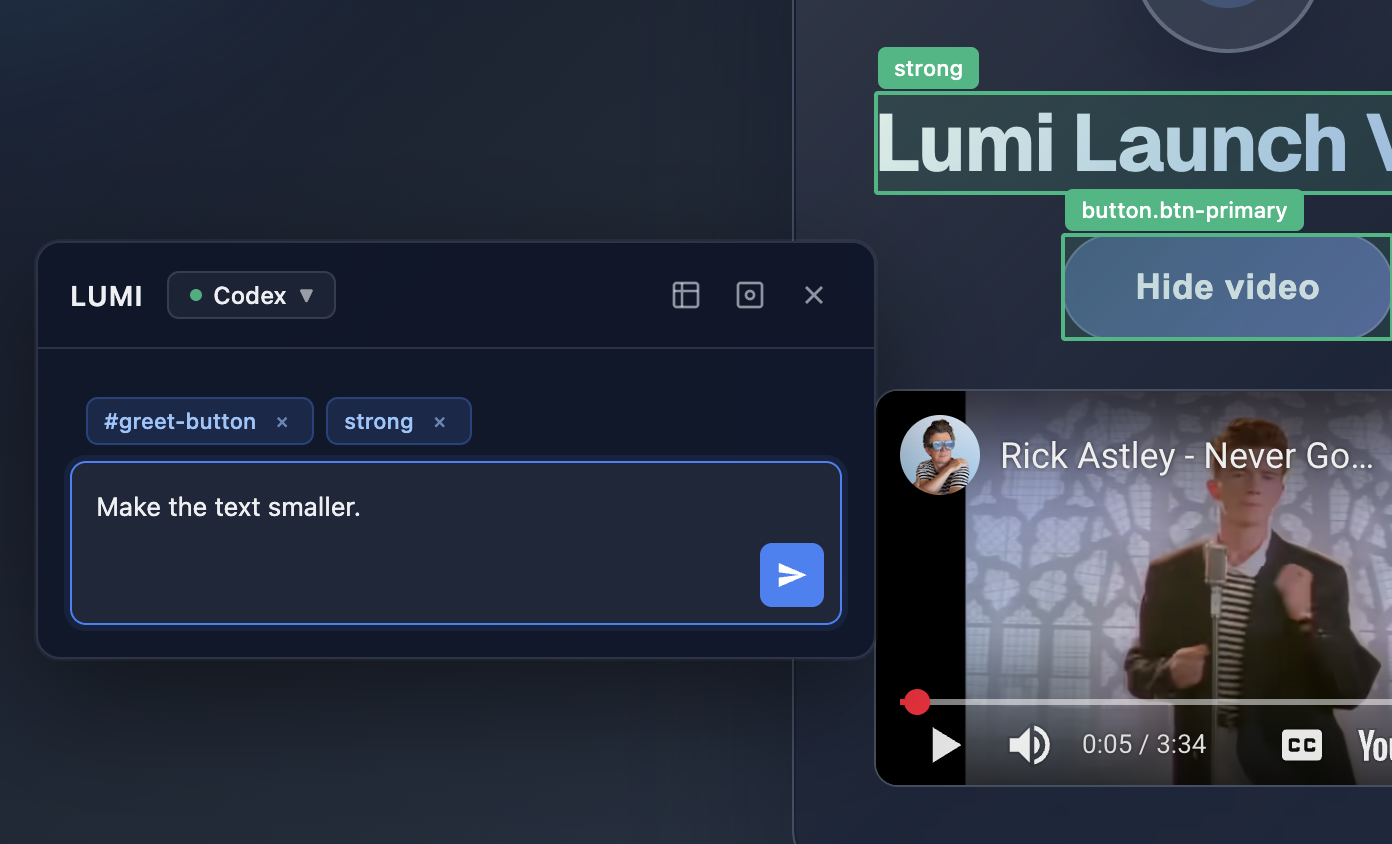 strong
Lumi Launch
button.btn-primary
Hide video
LUMI
Codex
#greet-button ×
strong ×
Make the text smaller.
Rick Astley - Never Go...
0:05 / 3:34
CC